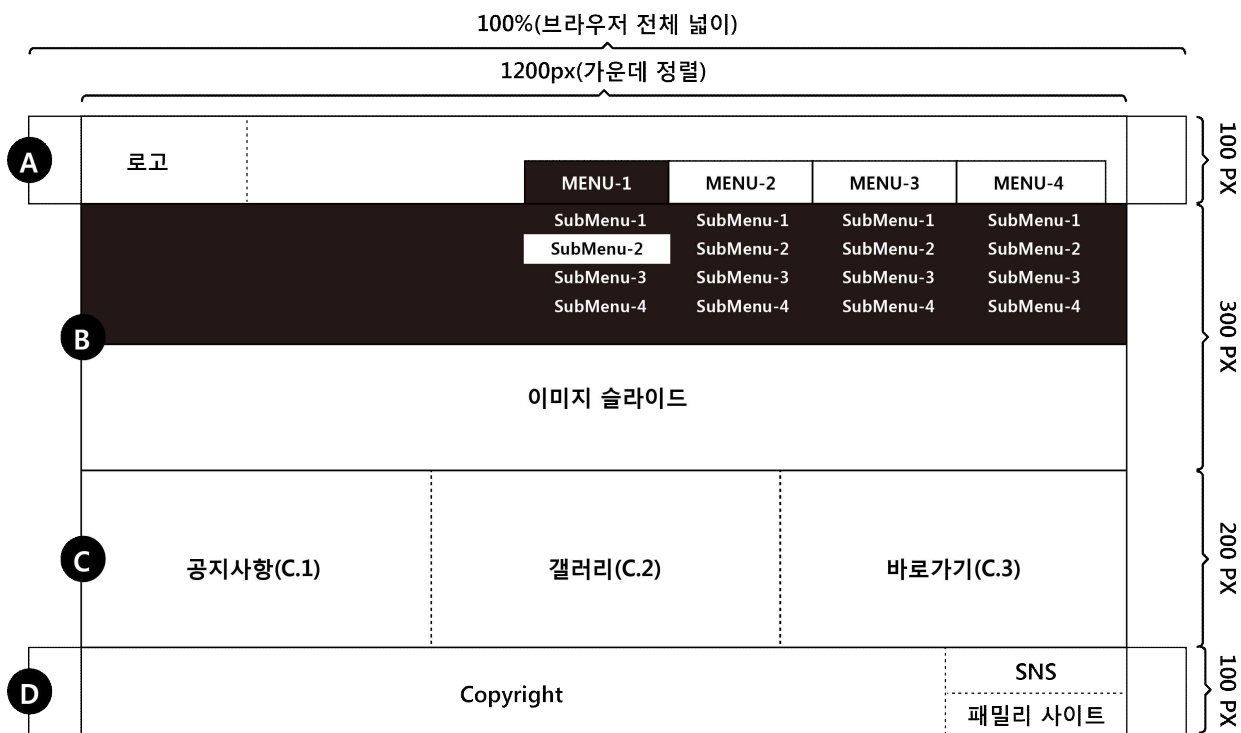 100%(브라우저 전체 넓이)
1200px(가운데 정렬)
A
로고
MENU-1 MENU-2 MENU-3 MENU-4
100 PX
SubMenu-1 SubMenu-1 SubMenu-1 SubMenu-1
SubMenu-2 SubMenu-2 SubMenu-2 SubMenu-2
SubMenu-3 SubMenu-3 SubMenu-3 SubMenu-3
SubMenu-4 SubMenu-4 SubMenu-4 SubMenu-4
B
300 PX
이미지 슬라이드
C
공지사항(C.1) 갤러리(C.2) 바로가기(C.3)
200 PX
D
Copyright
SNS
패밀리 사이트
100 PX